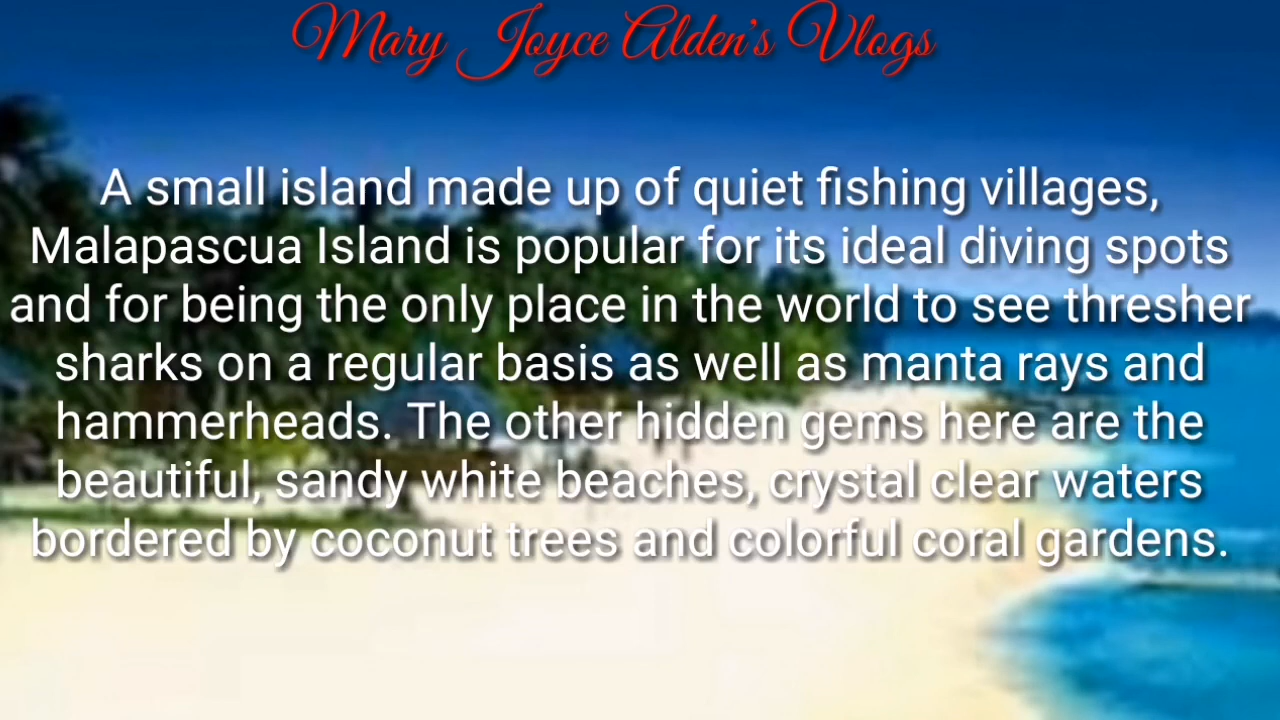 Mary Joyce Alden's Vlogs
A small island made up of quiet fishing villages,
Malapascua Island is popular for its ideal diving spots
and for being the only place in the world to see thresher
sharks on a regular basis as well as manta rays and
hammerheads. The other hidden gems here are the
beautiful, sandy white beaches, crystal clear waters
bordered by coconut trees and colorful coral gardens.